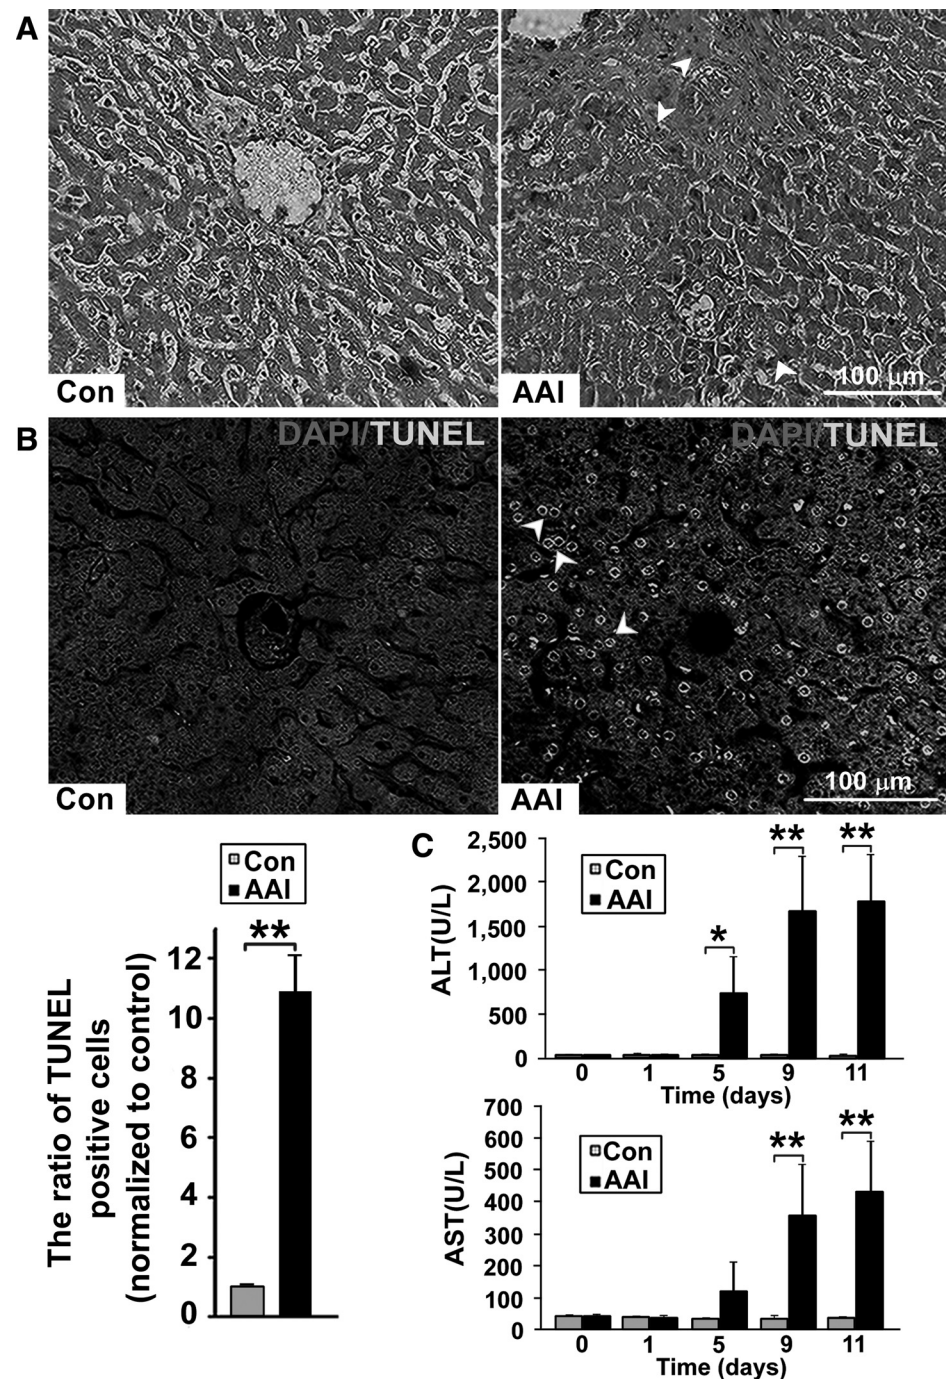 A
Con
AAI
100 μm
B
DAPI/TUNEL
DAPI/TUNEL
Con
AAI
100 μm
Con
AAI
**
The ratio of TUNEL
positive cells
(normalized to control)
12
10
8
6
4
2
0
C
Con
AAI
ALT(U/L)
2,500
2,000
1,500
1,000
500
0
*
**
**
0 1 5 9 11
Time (days)
Con
AAI
AST(U/L)
700
600
500
400
300
200
100
0
**
**
0 1 5 9 11
Time (days)